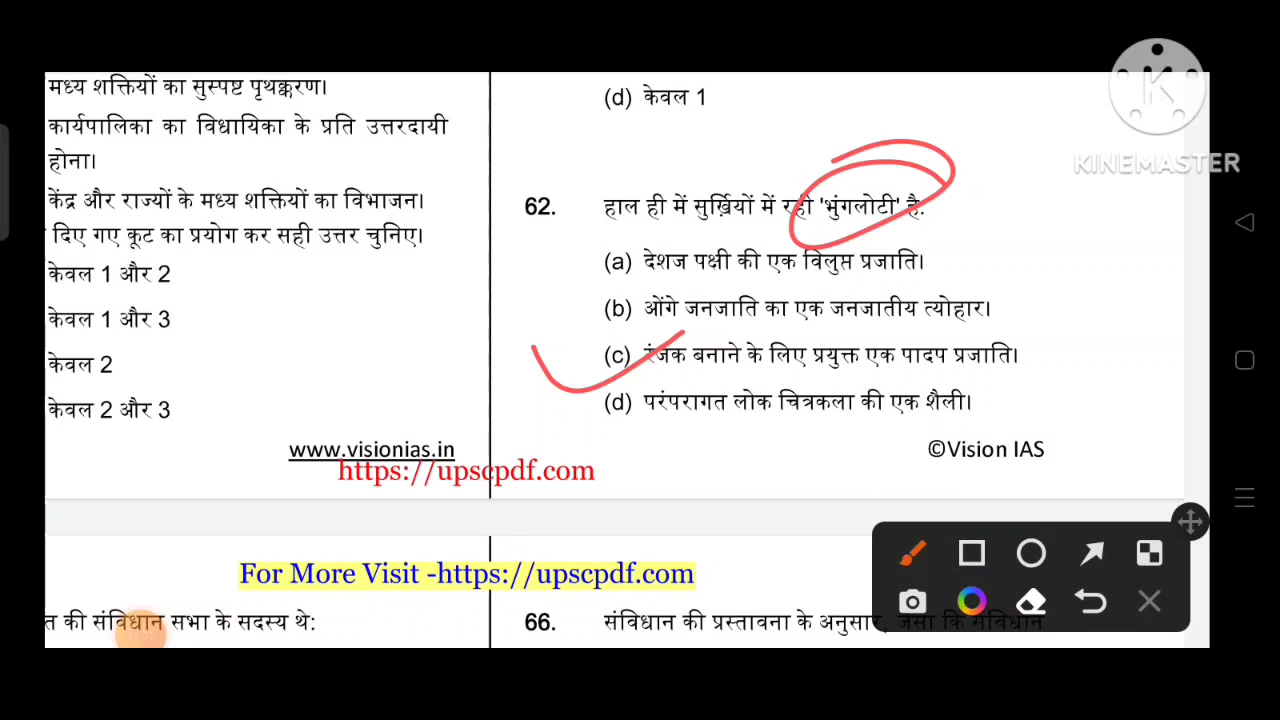 मध्य शक्तियों का सुस्पष्ट पृथक्करण।
कार्यपालिका का विधायिका के प्रति उत्तरदायी
होना।
केंद्र और राज्यों के मध्य शक्तियों का विभाजन।
दिए गए कूट का प्रयोग कर सही उत्तर चुनिए।
केवल 1 और 2
केवल 1 और 3
केवल 2
केवल 2 और 3
www.visionias.in
https://upscpdf.com
(d) केवल 1
62. हाल ही में सुर्ख़ियों में रही 'भुंगलोटी' है:
(a) देशज पक्षी की एक विलुप्त प्रजाति।
(b) ओंगे जनजाति का एक जनजातीय त्योहार।
(c) रंजक बनाने के लिए प्रयुक्त एक पादप प्रजाति।
(d) परंपरागत लोक चित्रकला की एक शैली।
©Vision IAS
KINEMASTER
For More Visit -https://upscpdf.com
त की संविधान सभा के सदस्य थे:
66. संविधान की प्रस्तावना के अनुसार, जैसा कि संविधान